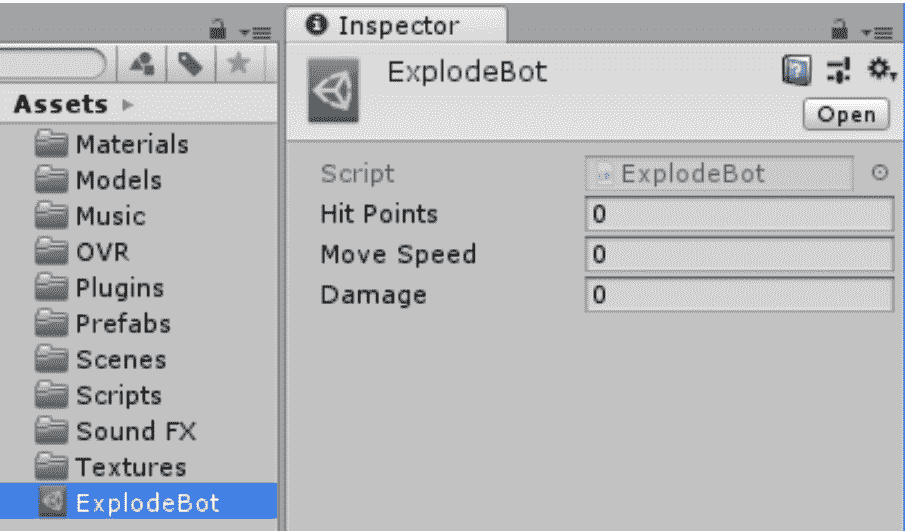 Assets
Materials
Models
Music
OVR
Plugins
Prefabs
Scenes
Scripts
Sound FX
Textures
ExplodeBot
Inspector
ExplodeBot
Open
Script ExplodeBot
Hit Points 0
Move Speed 0
Damage 0